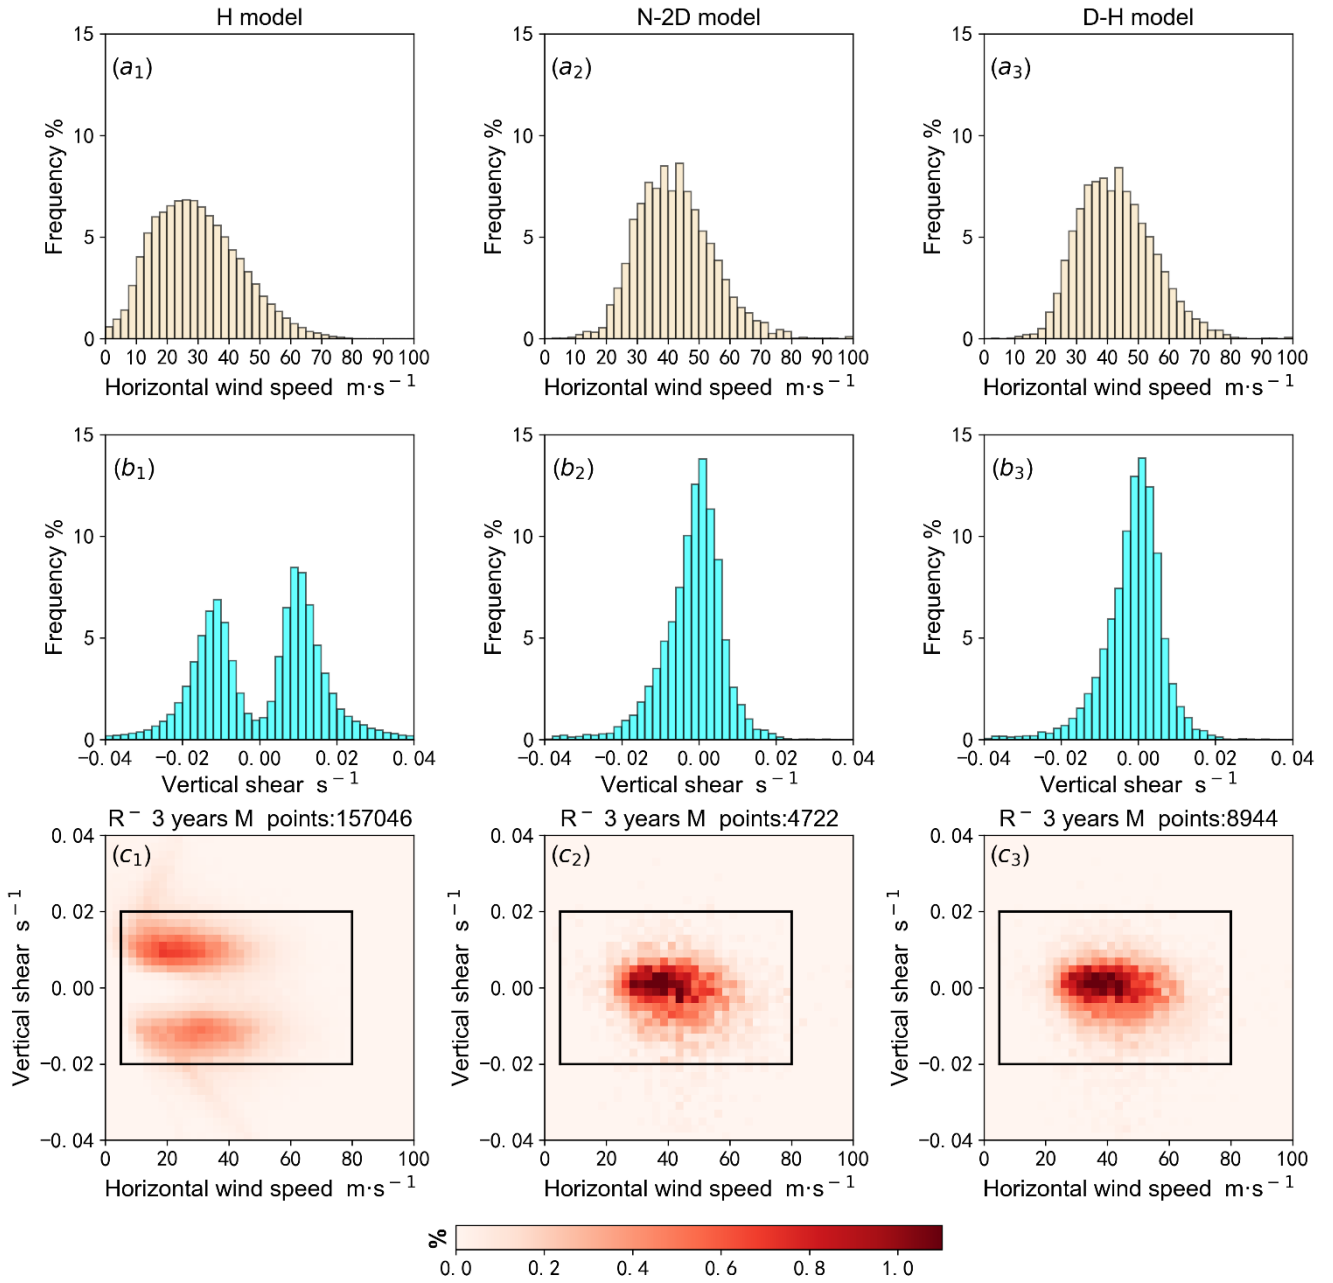 H model
N-2D model
D-H model
15
10
5
0
Frequency %
(a₁)
0 10 20 30 40 50 60 70 80 90 100
Horizontal wind speed m·s⁻¹
15
10
5
0
Frequency %
(a₂)
0 10 20 30 40 50 60 70 80 90 100
Horizontal wind speed m·s⁻¹
15
10
5
0
Frequency %
(a₃)
0 10 20 30 40 50 60 70 80 90 100
Horizontal wind speed m·s⁻¹
15
10
5
0
Frequency %
(b₁)
−0.04 −0.02 0.00 0.02 0.04
Vertical shear s⁻¹
15
10
5
0
Frequency %
(b₂)
−0.04 −0.02 0.00 0.02 0.04
Vertical shear s⁻¹
15
10
5
0
Frequency %
(b₃)
−0.04 −0.02 0.00 0.02 0.04
Vertical shear s⁻¹
R⁻ 3 years M points:157046
0.04
0.02
0.00
−0.02
−0.04
Vertical shear s⁻¹
(c₁)
0 20 40 60 80 100
Horizontal wind speed m·s⁻¹
R⁻ 3 years M points:4722
0.04
0.02
0.00
−0.02
−0.04
Vertical shear s⁻¹
(c₂)
0 20 40 60 80 100
Horizontal wind speed m·s⁻¹
R⁻ 3 years M points:8944
0.04
0.02
0.00
−0.02
−0.04
Vertical shear s⁻¹
(c₃)
0 20 40 60 80 100
Horizontal wind speed m·s⁻¹
%
0.0 0.2 0.4 0.6 0.8 1.0